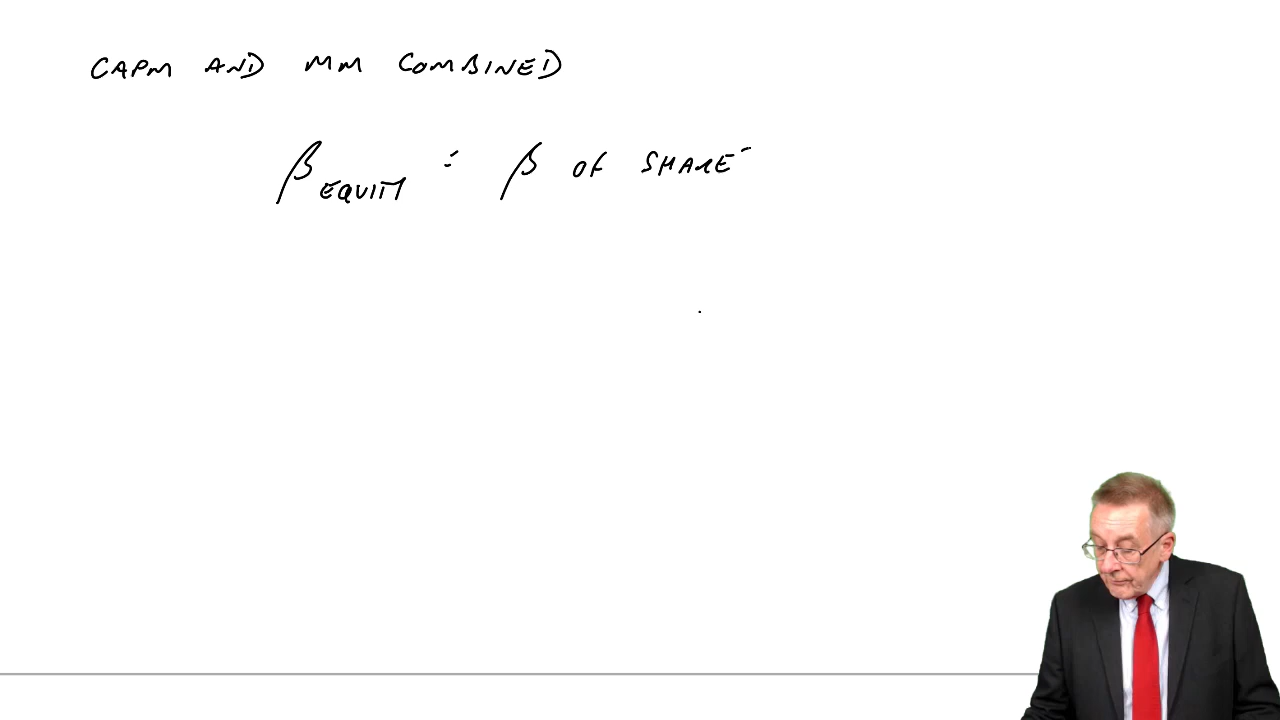 CAPM AND MM COMBINED
β EQUITY = β OF SHARE